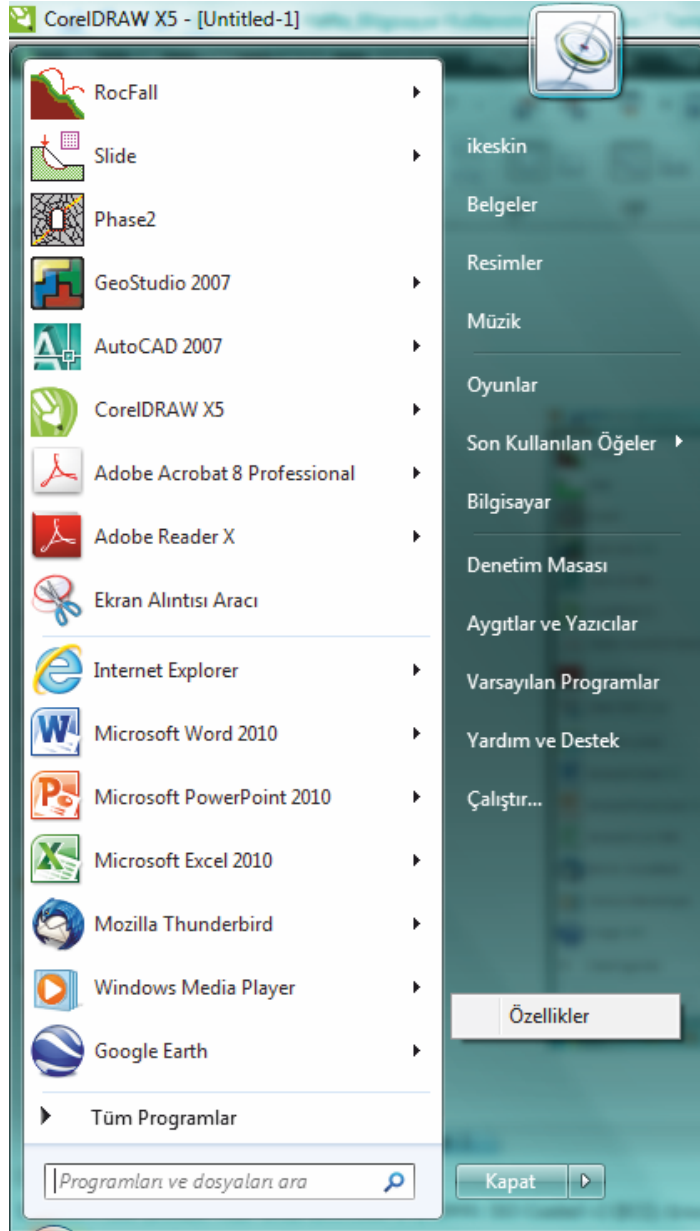 CorelDRAW X5 - [Untitled-1]
RocFall
Slide
Phase2
GeoStudio 2007
AutoCAD 2007
CorelDRAW X5
Adobe Acrobat 8 Professional
Adobe Reader X
Ekran Alıntısı Aracı
Internet Explorer
Microsoft Word 2010
Microsoft PowerPoint 2010
Microsoft Excel 2010
Mozilla Thunderbird
Windows Media Player
Google Earth
Tüm Programlar
Programları ve dosyaları ara
ikeskin
Belgeler
Resimler
Müzik
Oyunlar
Son Kullanılan Öğeler
Bilgisayar
Denetim Masası
Aygıtlar ve Yazıcılar
Varsayılan Programlar
Yardım ve Destek
Çalıştır...
Özellikler
Kapat